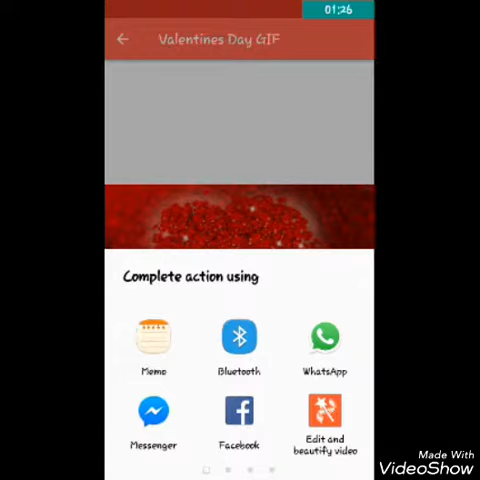 01:26
Valentines Day GIF
Complete action using
Memo
Bluetooth
WhatsApp
Messenger
Facebook
Edit and
beautify video
Made With
VideoShow